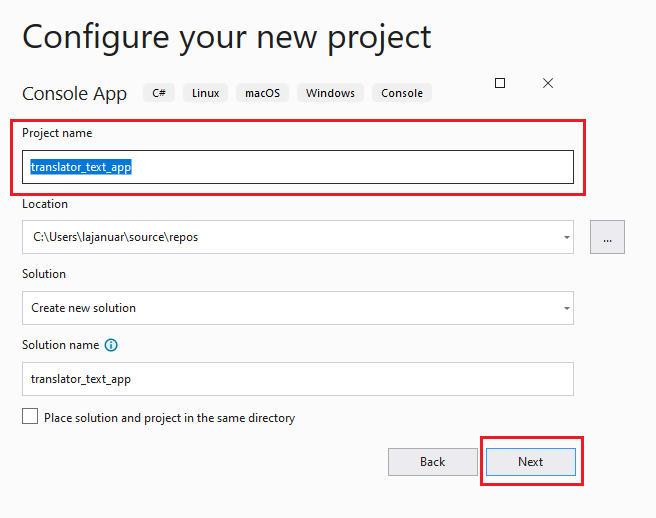 Configure your new project
Console App C# Linux macOS Windows Console
Project name
translator_text_app
Location
C:\Users\lajanuar\source\repos
...
Solution
Create new solution
Solution name
translator_text_app
Place solution and project in the same directory
Back Next